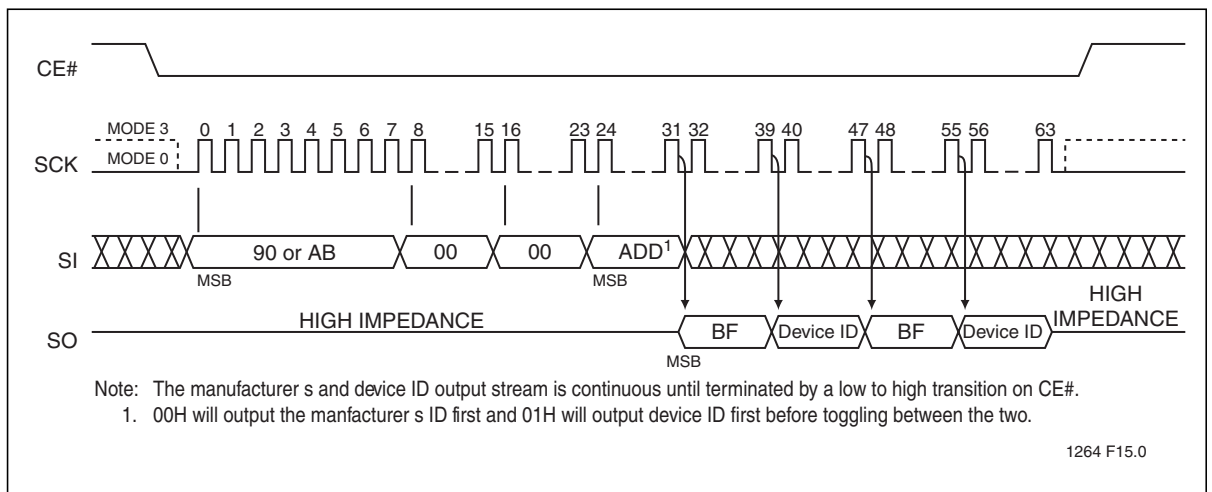 CE#
MODE 3
0 1 2 3 4 5 6 7 8 15 16 23 24 31 32 39 40 47 48 55 56 63
SCK
MODE 0
SI
90 or AB 00 00 ADD1
MSB MSB
HIGH IMPEDANCE
HIGH IMPEDANCE
SO
BF Device ID BF Device ID
MSB
Note: The manufacturer s and device ID output stream is continuous until terminated by a low to high transition on CE#.
1. 00H will output the manfacturer s ID first and 01H will output device ID first before toggling between the two.
1264 F15.0